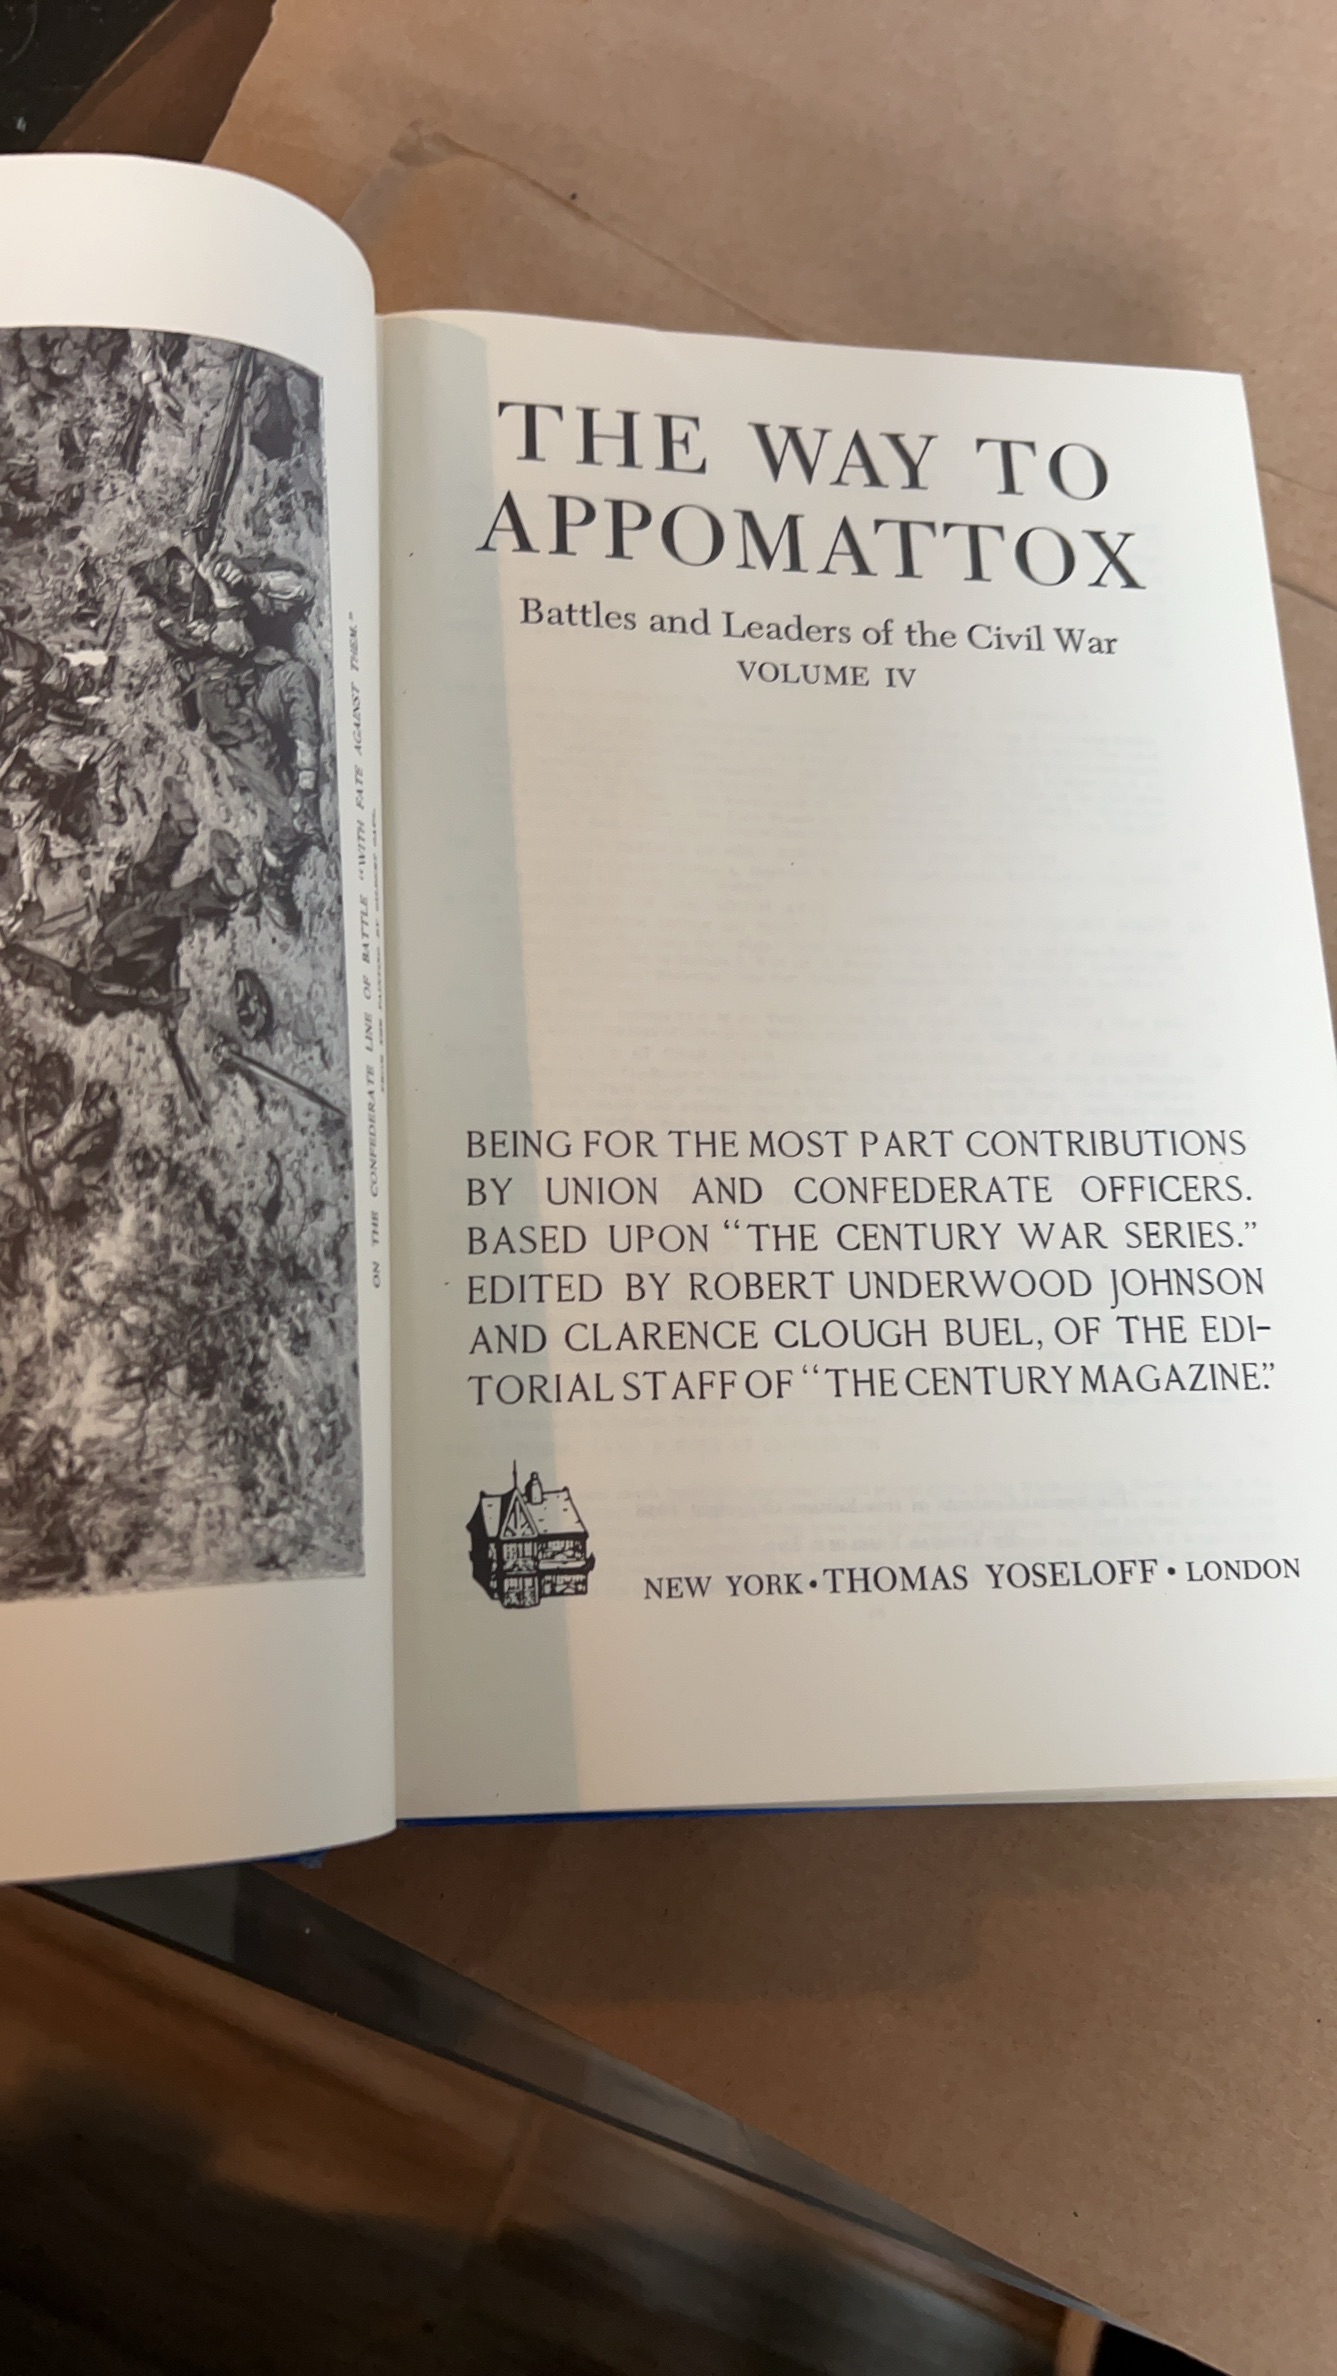 ON THE CONFEDERATE LINE OF BATTLE "WITH FATE AGAINST THEM."
THE WAY TO
APPOMATTOX
Battles and Leaders of the Civil War
VOLUME IV
BEING FOR THE MOST PART CONTRIBUTIONS
BY UNION AND CONFEDERATE OFFICERS.
BASED UPON “THE CENTURY WAR SERIES.”
EDITED BY ROBERT UNDERWOOD JOHNSON
AND CLARENCE CLOUGH BUEL, OF THE EDI-
TORIAL STAFF OF “THE CENTURY MAGAZINE.”
NEW YORK • THOMAS YOSELOFF • LONDON